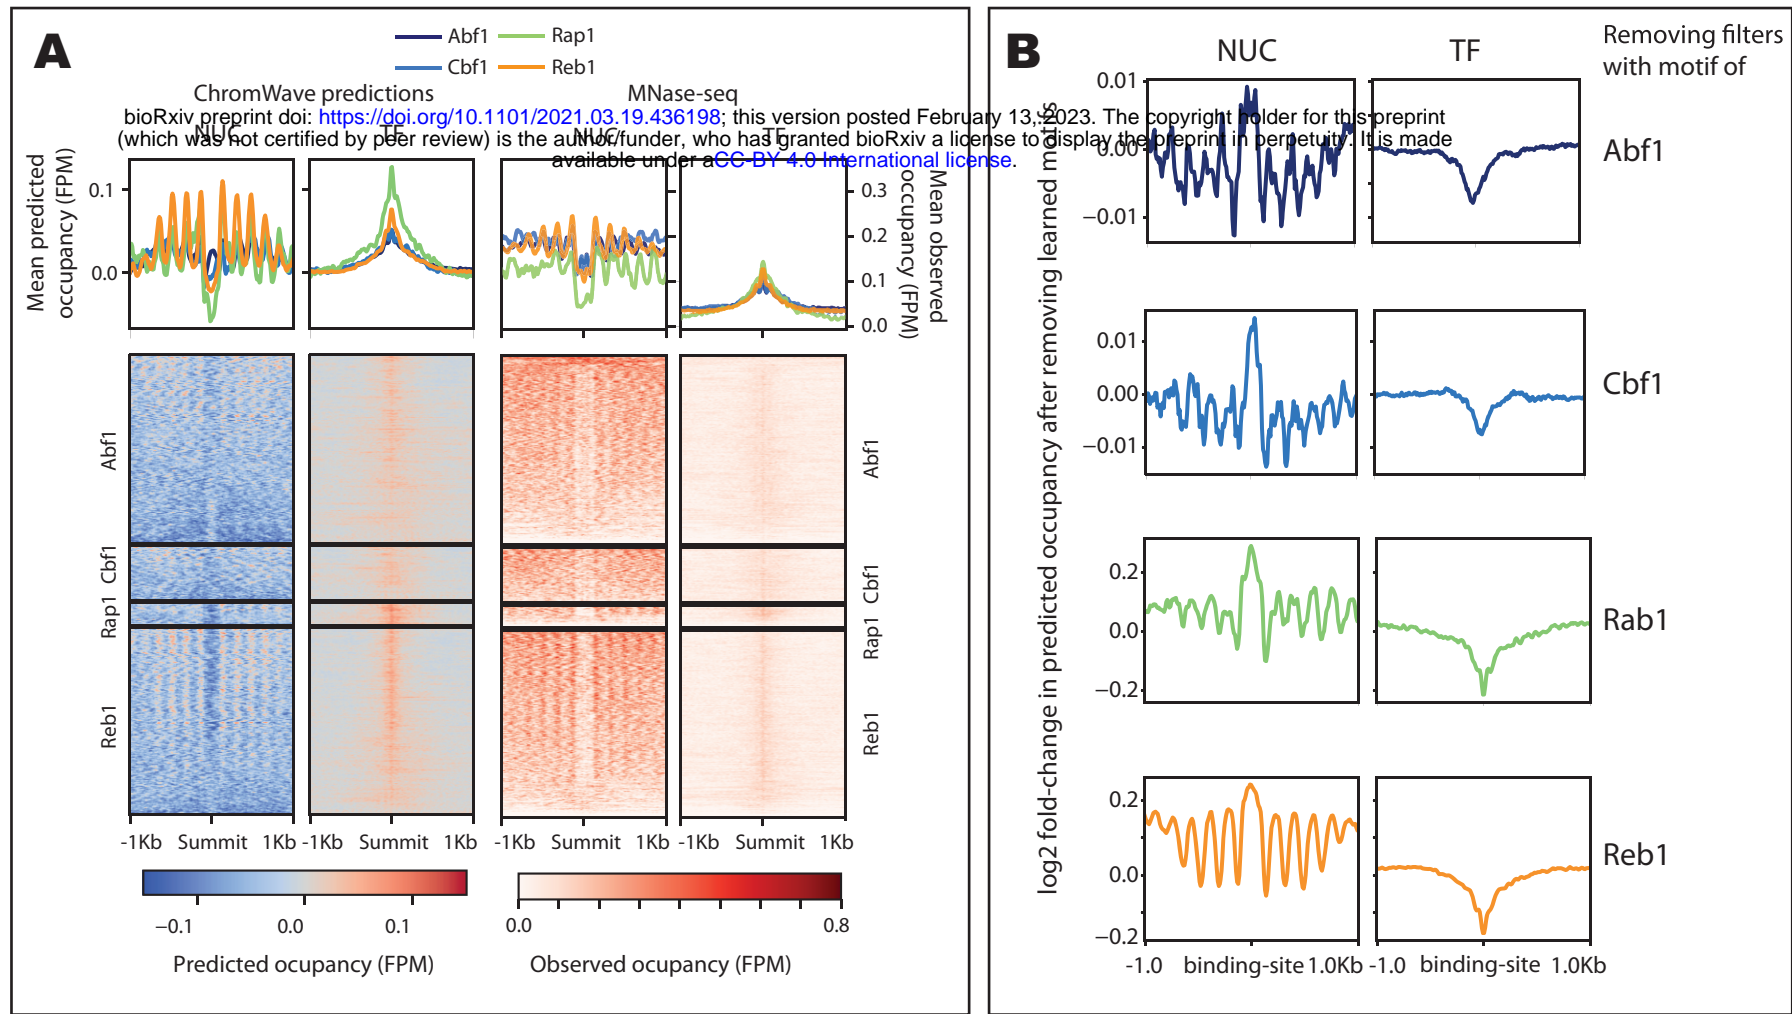 A
Abf1
Rap1
Cbf1
Reb1
ChromWave predictions
MNase-seq
bioRxiv preprint doi: https://doi.org/10.1101/2021.03.19.436198; this version posted February 13, 2023. The copyright holder for this preprint
(which was not certified by peer review) is the author/funder, who has granted bioRxiv a license to display the preprint in perpetuity. It is made
available under aCC-BY 4.0 International license.
NUC
TF
NUC
TF
Mean predicted
occupancy (FPM)
0.1
0.0
0.3
0.2
0.1
0.0
Mean observed
occupancy (FPM)
Abf1
Cbf1
Rap1
Reb1
Abf1
Cbf1
Rap1
Reb1
-1Kb Summit 1Kb
-1Kb Summit 1Kb
-1Kb Summit 1Kb
-1Kb Summit 1Kb
−0.1 0.0 0.1
Predicted ocupancy (FPM)
0.0 0.8
Observed ocupancy (FPM)
B
NUC
TF
Removing filters
with motif of
log2 fold-change in predicted occupancy after removing learned motifs
0.01
0.00
−0.01
Abf1
0.01
0.00
−0.01
Cbf1
0.2
0.0
−0.2
Rab1
0.2
0.0
−0.2
Reb1
-1.0 binding-site 1.0Kb
-1.0 binding-site 1.0Kb